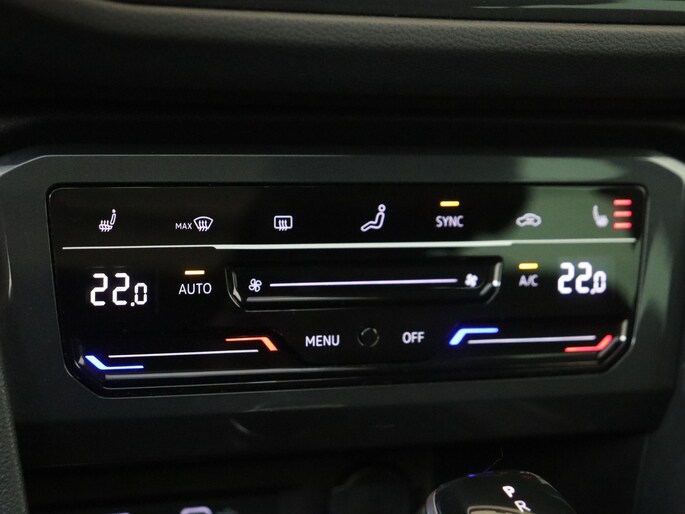 MAX SYNC
22.0 AUTO A/C 22.0
MENU OFF
P
R